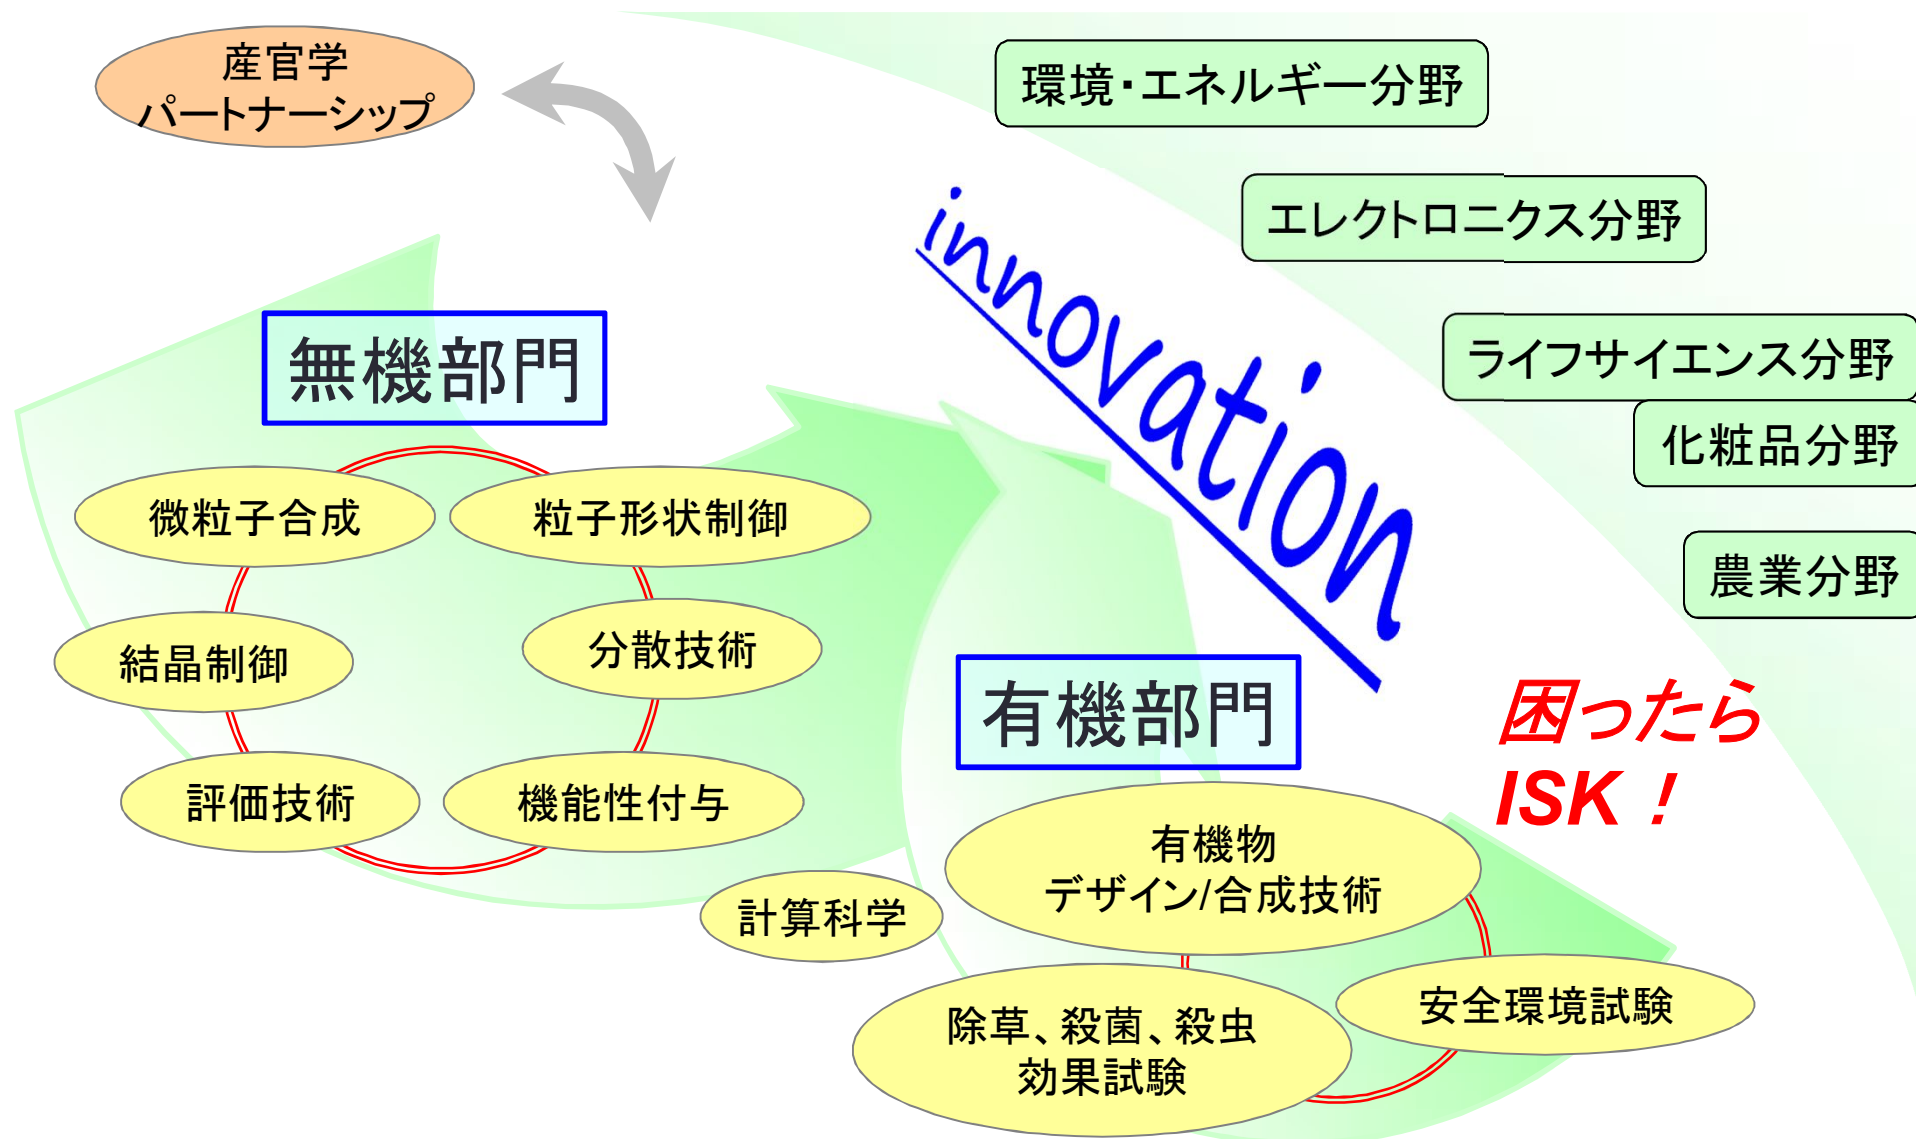 産官学
パートナーシップ
環境・エネルギー分野
エレクトロニクス分野
ライフサイエンス分野
化粧品分野
農業分野
innovation
無機部門
微粒子合成
粒子形状制御
結晶制御
分散技術
評価技術
機能性付与
計算科学
有機部門
困ったら
ISK！
有機物
デザイン/合成技術
安全環境試験
除草、殺菌、殺虫
効果試験